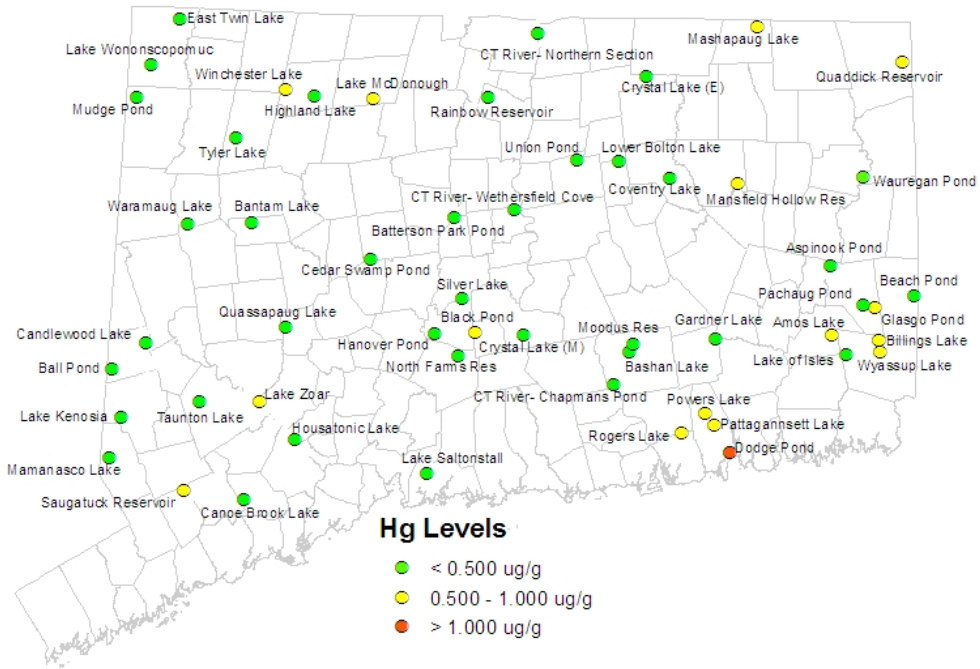 East Twin Lake
Mashapaug Lake
Lake Wononscopomuc
CT River- Northern Section
Winchester Lake
Lake McDonough
Quaddick Reservoir
Crystal Lake (E)
Mudge Pond
Highland Lake
Rainbow Reservoir
Tyler Lake
Union Pond
Lower Bolton Lake
Wauregan Pond
Coventry Lake
Mansfield Hollow Res
CT River- Wethersfield Cove
Waramaug Lake
Bantam Lake
Batterson Park Pond
Aspinook Pond
Cedar Swamp Pond
Beach Pond
Silver Lake
Pachaug Pond
Quassapaug Lake
Black Pond
Glasgo Pond
Gardner Lake
Amos Lake
Moodus Res
Candlewood Lake
Hanover Pond
Crystal Lake (M)
Billings Lake
Lake of Isles
Wyassup Lake
Ball Pond
North Farms Res
Bashan Lake
Lake Zoar
CT River- Chapmans Pond
Powers Lake
Lake Kenosia
Taunton Lake
Housatonic Lake
Pattagannsett Lake
Rogers Lake
Dodge Pond
Mamanasco Lake
Lake Saltonstall
Saugatuck Reservoir
Canoe Brook Lake
Hg Levels
< 0.500 ug/g
0.500 - 1.000 ug/g
> 1.000 ug/g